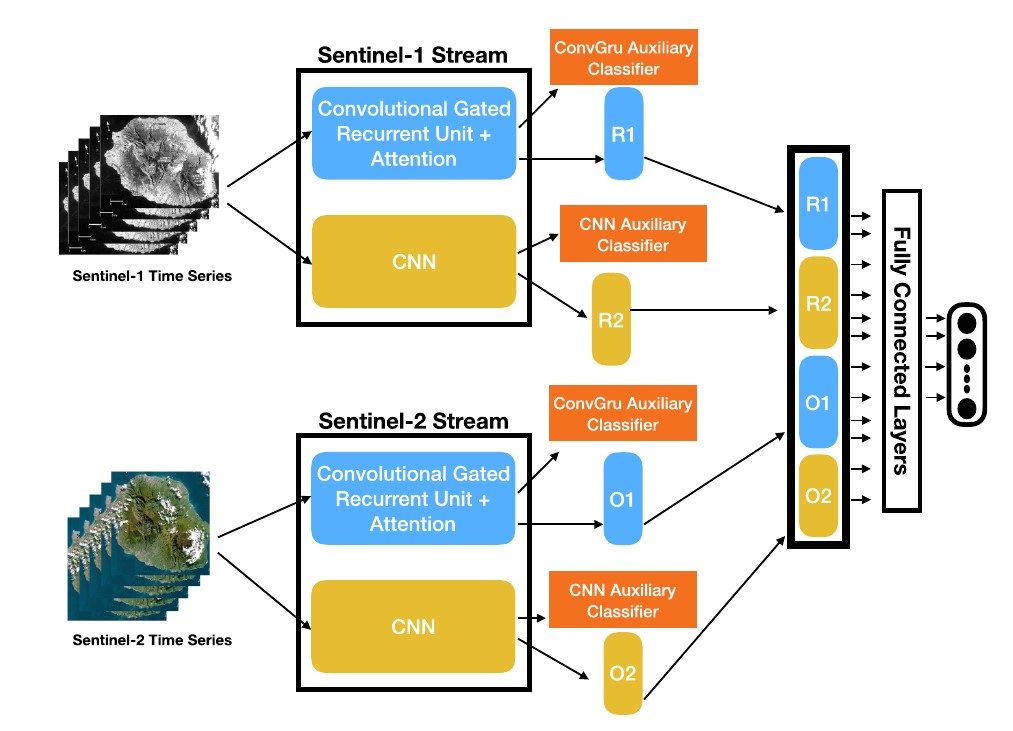 Sentinel-1 Stream
ConvGru Auxiliary
Classifier
Convolutional Gated
Recurrent Unit +
Attention
R1
CNN Auxiliary
Classifier
CNN
R2
Sentinel-1 Time Series
Sentinel-2 Stream
ConvGru Auxiliary
Classifier
Convolutional Gated
Recurrent Unit +
Attention
O1
CNN Auxiliary
Classifier
CNN
O2
Sentinel-2 Time Series
R1
R2
O1
O2
Fully Connected Layers